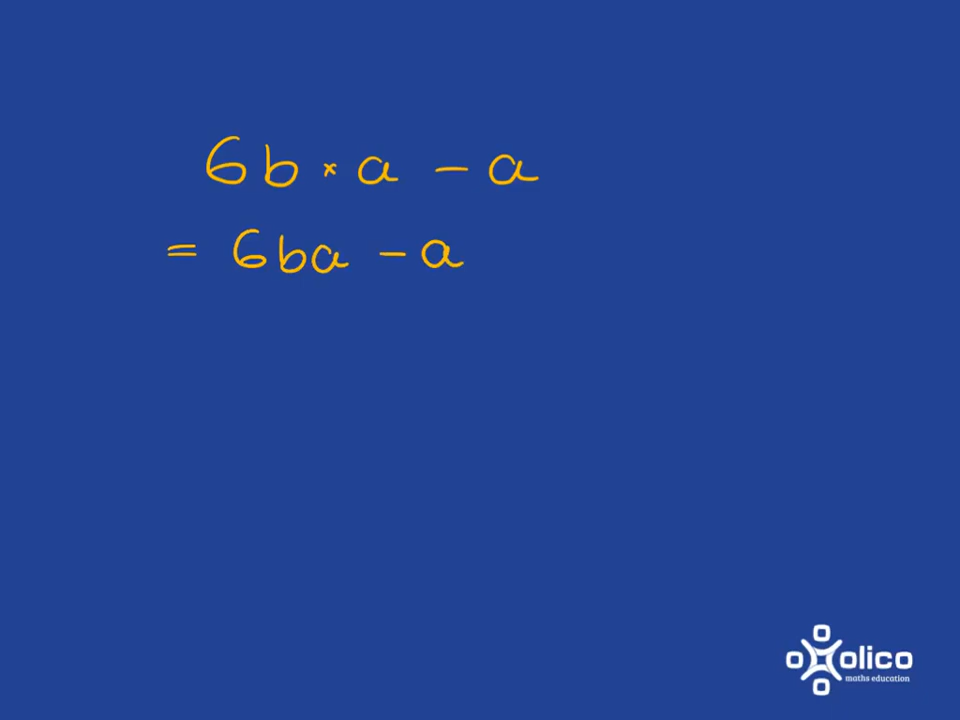 6b × a − a
= 6ba − a
olico
maths education